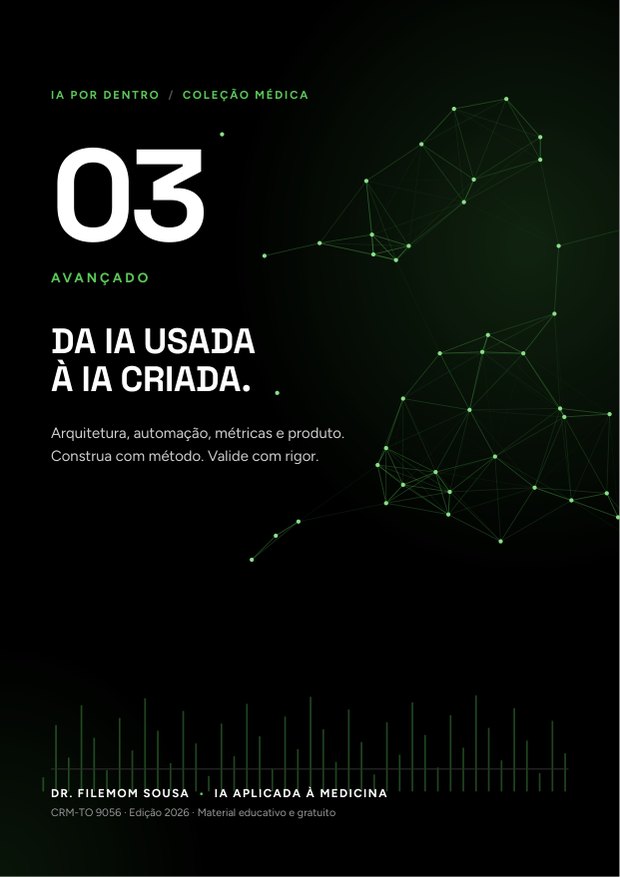 IA POR DENTRO / COLEÇÃO MÉDICA
03
AVANÇADO
DA IA USADA
À IA CRIADA.
Arquitetura, automação, métricas e produto.
Construa com método. Valide com rigor.
DR. FILEMOM SOUSA • IA APLICADA À MEDICINA
CRM-TO 9056 · Edição 2026 · Material educativo e gratuito